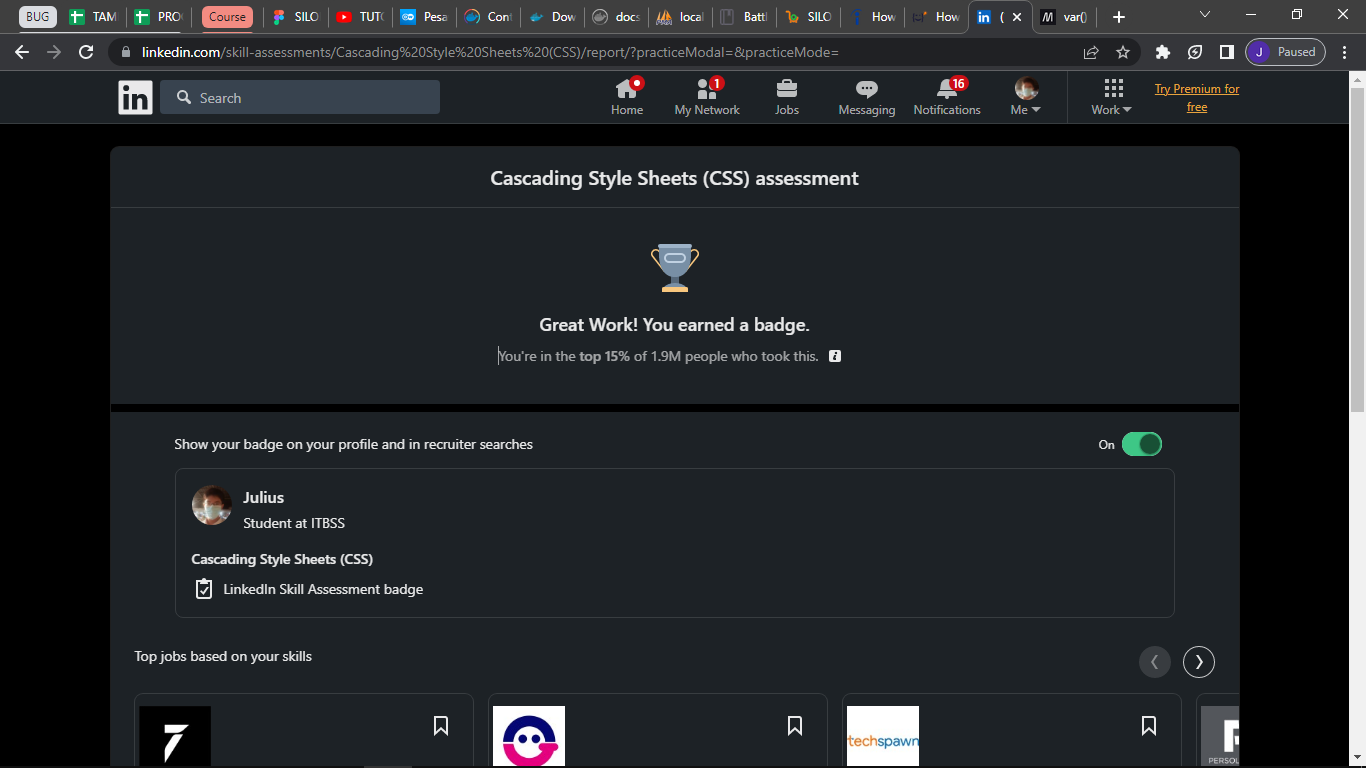 BUG TAM PRO Course SILO TUT Pesa Cont Dow docs local Battl SILO How How ( var()
linkedin.com/skill-assessments/Cascading%20Style%20Sheets%20(CSS)/report/?practiceModal=&practiceMode=
J Paused
in Search
Home
My Network 1
Jobs
Messaging
Notifications 16
Me
Work
Try Premium for
free
Cascading Style Sheets (CSS) assessment
Great Work! You earned a badge.
You're in the top 15% of 1.9M people who took this.
Show your badge on your profile and in recruiter searches
On
Julius
Student at ITBSS
Cascading Style Sheets (CSS)
LinkedIn Skill Assessment badge
Top jobs based on your skills
techspawn